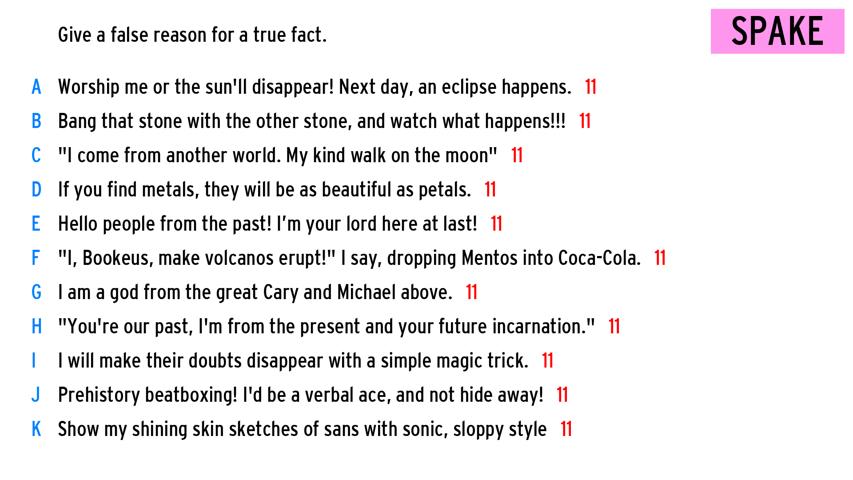 Give a false reason for a true fact.
SPAKE
A Worship me or the sun'll disappear! Next day, an eclipse happens. 11
B Bang that stone with the other stone, and watch what happens!!! 11
C "I come from another world. My kind walk on the moon" 11
D If you find metals, they will be as beautiful as petals. 11
E Hello people from the past! I'm your lord here at last! 11
F "I, Bookeus, make volcanos erupt!" I say, dropping Mentos into Coca-Cola. 11
G I am a god from the great Cary and Michael above. 11
H "You're our past, I'm from the present and your future incarnation." 11
I I will make their doubts disappear with a simple magic trick. 11
J Prehistory beatboxing! I'd be a verbal ace, and not hide away! 11
K Show my shining skin sketches of sans with sonic, sloppy style 11